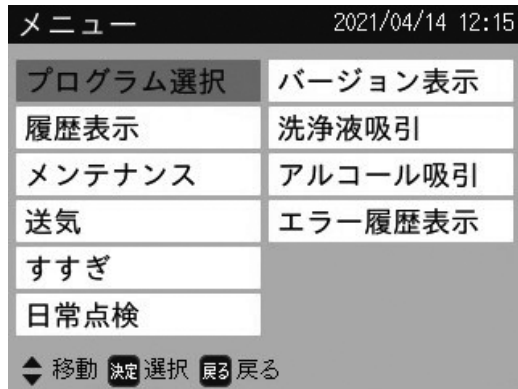 メニュー 2021/04/14 12:15
プログラム選択 バージョン表示
履歴表示 洗浄液吸引
メンテナンス アルコール吸引
送気 エラー履歴表示
すすぎ
日常点検
移動 決定 選択 戻る 戻る